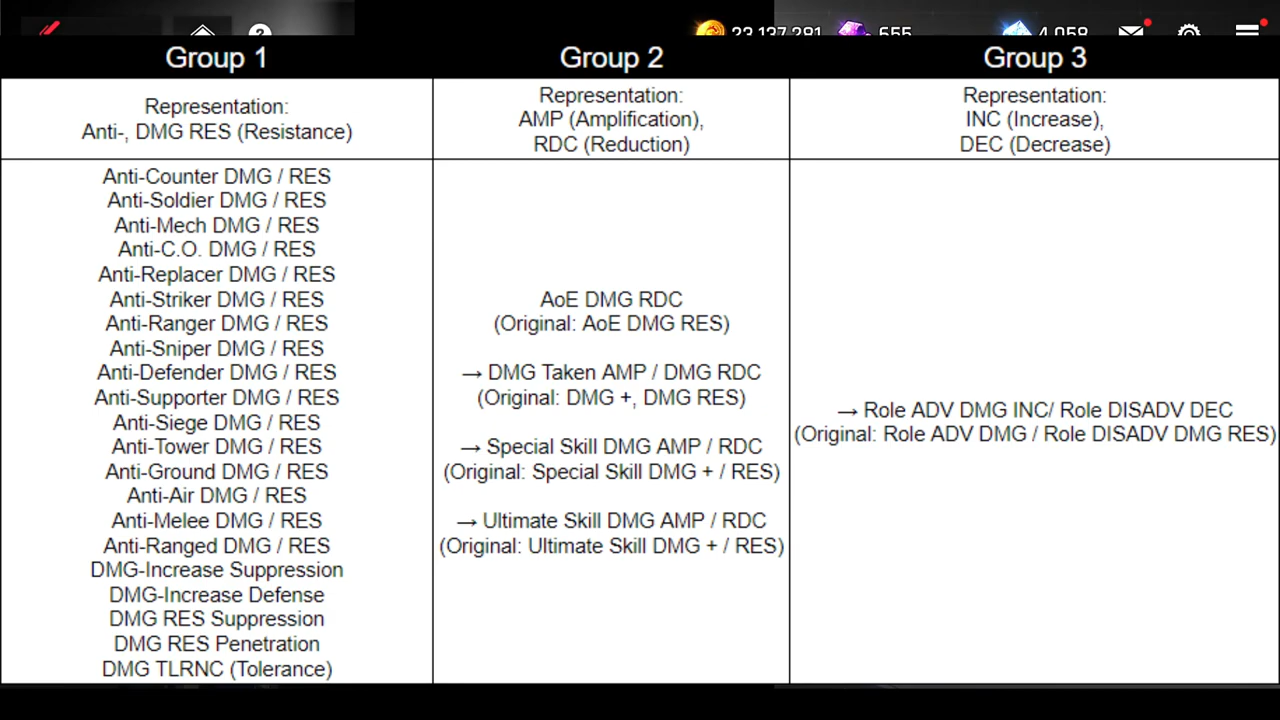 ?
23,137,281
655
4,058
Group 1
Group 2
Group 3
Representation:
Anti-, DMG RES (Resistance)
Representation:
AMP (Amplification),
RDC (Reduction)
Representation:
INC (Increase),
DEC (Decrease)
Anti-Counter DMG / RES
Anti-Soldier DMG / RES
Anti-Mech DMG / RES
Anti-C.O. DMG / RES
Anti-Replacer DMG / RES
Anti-Striker DMG / RES
Anti-Ranger DMG / RES
Anti-Sniper DMG / RES
Anti-Defender DMG / RES
Anti-Supporter DMG / RES
Anti-Siege DMG / RES
Anti-Tower DMG / RES
Anti-Ground DMG / RES
Anti-Air DMG / RES
Anti-Melee DMG / RES
Anti-Ranged DMG / RES
DMG-Increase Suppression
DMG-Increase Defense
DMG RES Suppression
DMG RES Penetration
DMG TLRNC (Tolerance)
AoE DMG RDC
(Original: AoE DMG RES)
→ DMG Taken AMP / DMG RDC
(Original: DMG +, DMG RES)
→ Special Skill DMG AMP / RDC
(Original: Special Skill DMG + / RES)
→ Ultimate Skill DMG AMP / RDC
(Original: Ultimate Skill DMG + / RES)
→ Role ADV DMG INC/ Role DISADV DEC
(Original: Role ADV DMG / Role DISADV DMG RES)